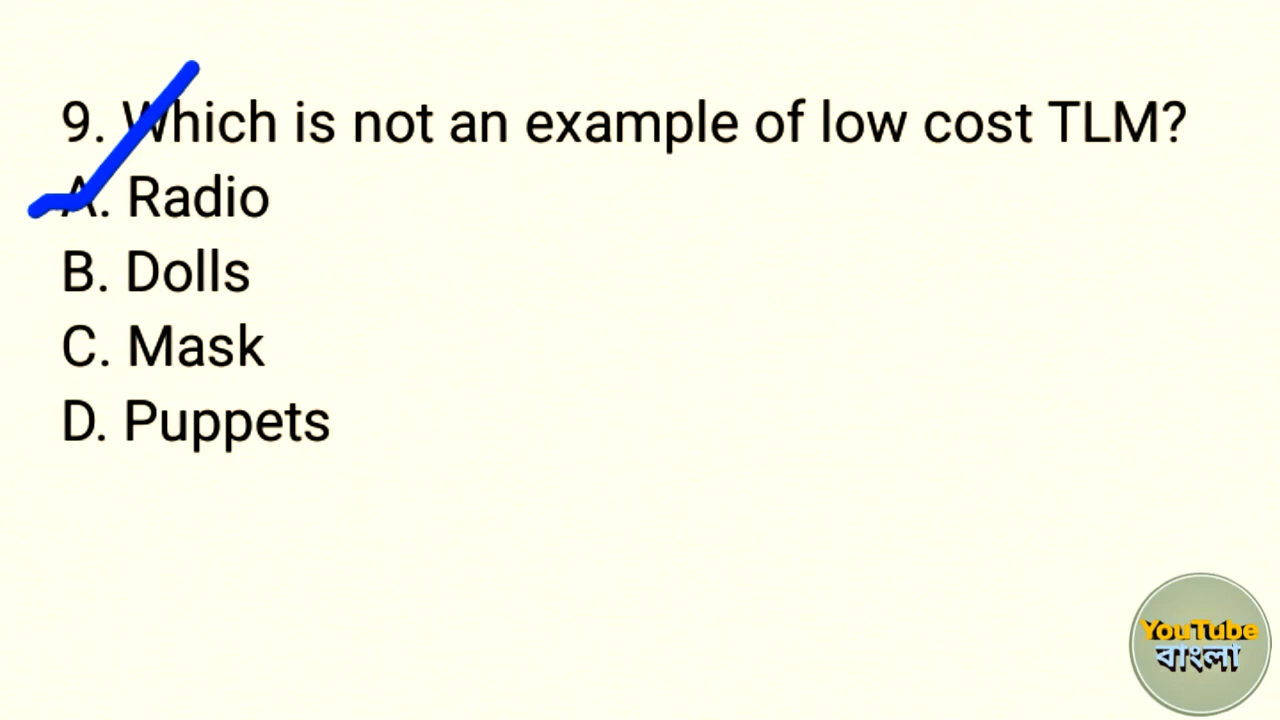 9. Which is not an example of low cost TLM?
A. Radio
B. Dolls
C. Mask
D. Puppets
YouTube
বাংলা